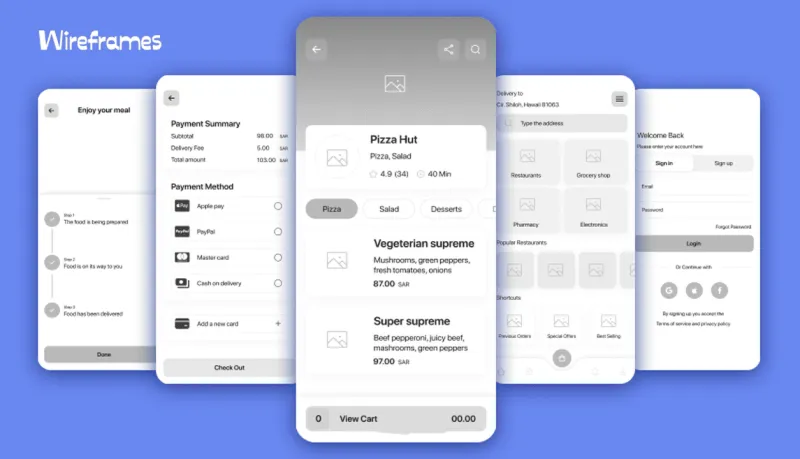 Wireframes
Enjoy your meal
Step 1
The food is being prepared
Step 2
Food is on its way to you
Step 3
Food has been delivered
Done
Payment Summary
Subtotal 98.00 SAR
Delivery Fee 5.00 SAR
Total amount 103.00 SAR
Payment Method
Pay Apple pay
PayPal
Master card
Cash on delivery
Add a new card +
Check Out
Pizza Hut
Pizza, Salad
4.9 (34) 40 Min
Pizza Salad Desserts D
Vegeterian supreme
Mushrooms, green peppers,
fresh tomatoes, onions
87.00 SAR
Super supreme
Beef pepperoni, juicy beef,
mashrooms, green peppers
97.00 SAR
0 View Cart 00.00
Delivery to
Cir. Shiloh, Hawaii 81063
Type the address
Restaurants Grocery shop
Pharmacy Electronics
Popular Restaurants
Shortcuts
Previous Orders Special Offers Best Selling
Welcome Back
Please enter your account here
Sign in Sign up
Email
Password
Forgot Password
Login
Or Continue with
G f
By signing up you accept the
Terms of service and privacy policy